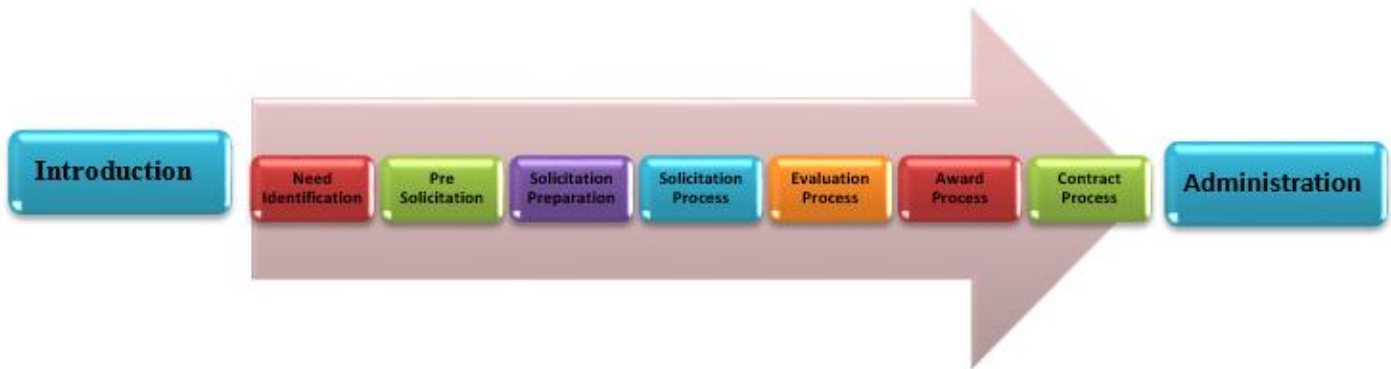 Introduction
Need
Identification
Pre
Solicitation
Solicitation
Preparation
Solicitation
Process
Evaluation
Process
Award
Process
Contract
Process
Administration